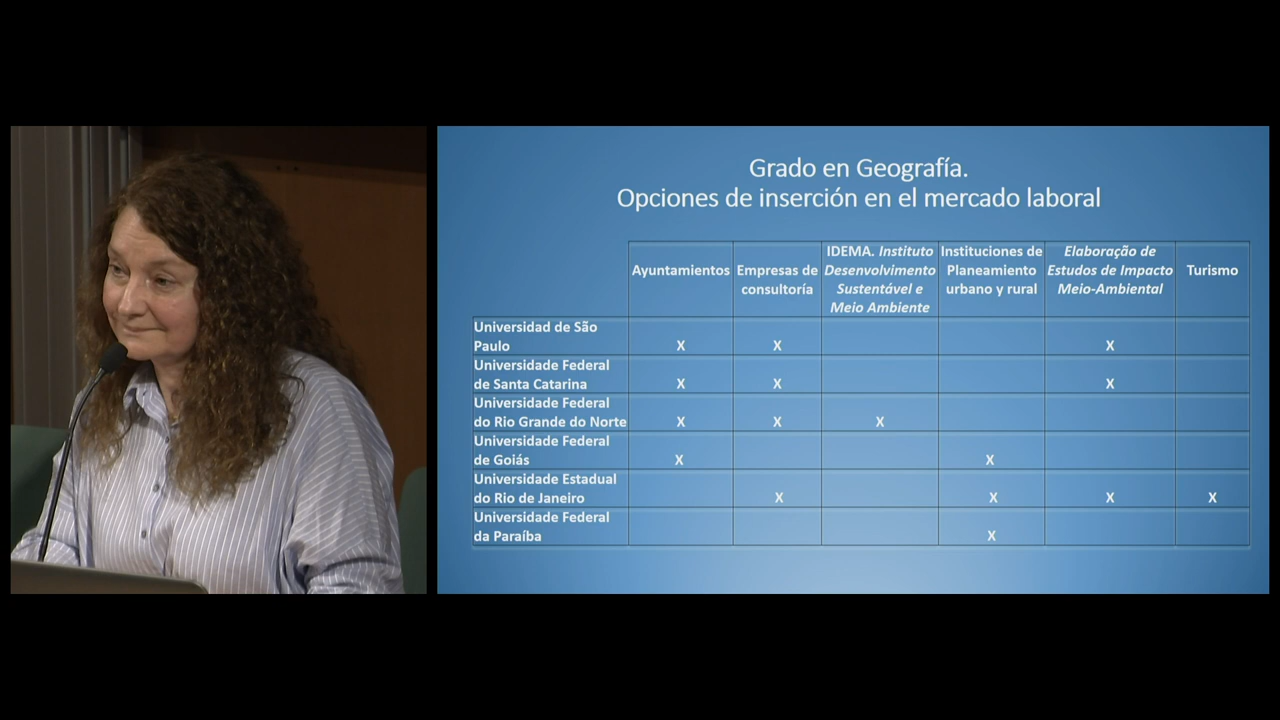 Grado en Geografía.
Opciones de inserción en el mercado laboral
Ayuntamientos
Empresas de
consultoría
IDEMA. Instituto
Desenvolvimento
Sustentável e
Meio Ambiente
Instituciones de
Planeamiento
urbano y rural
Elaboração de
Estudos de Impacto
Meio-Ambiental
Turismo
Universidad de São
Paulo
X X X
Universidade Federal
de Santa Catarina
X X X
Universidade Federal
do Rio Grande do Norte
X X X
Universidade Federal
de Goiás
X X
Universidade Estadual
do Rio de Janeiro
X X X X
Universidade Federal
da Paraíba
X